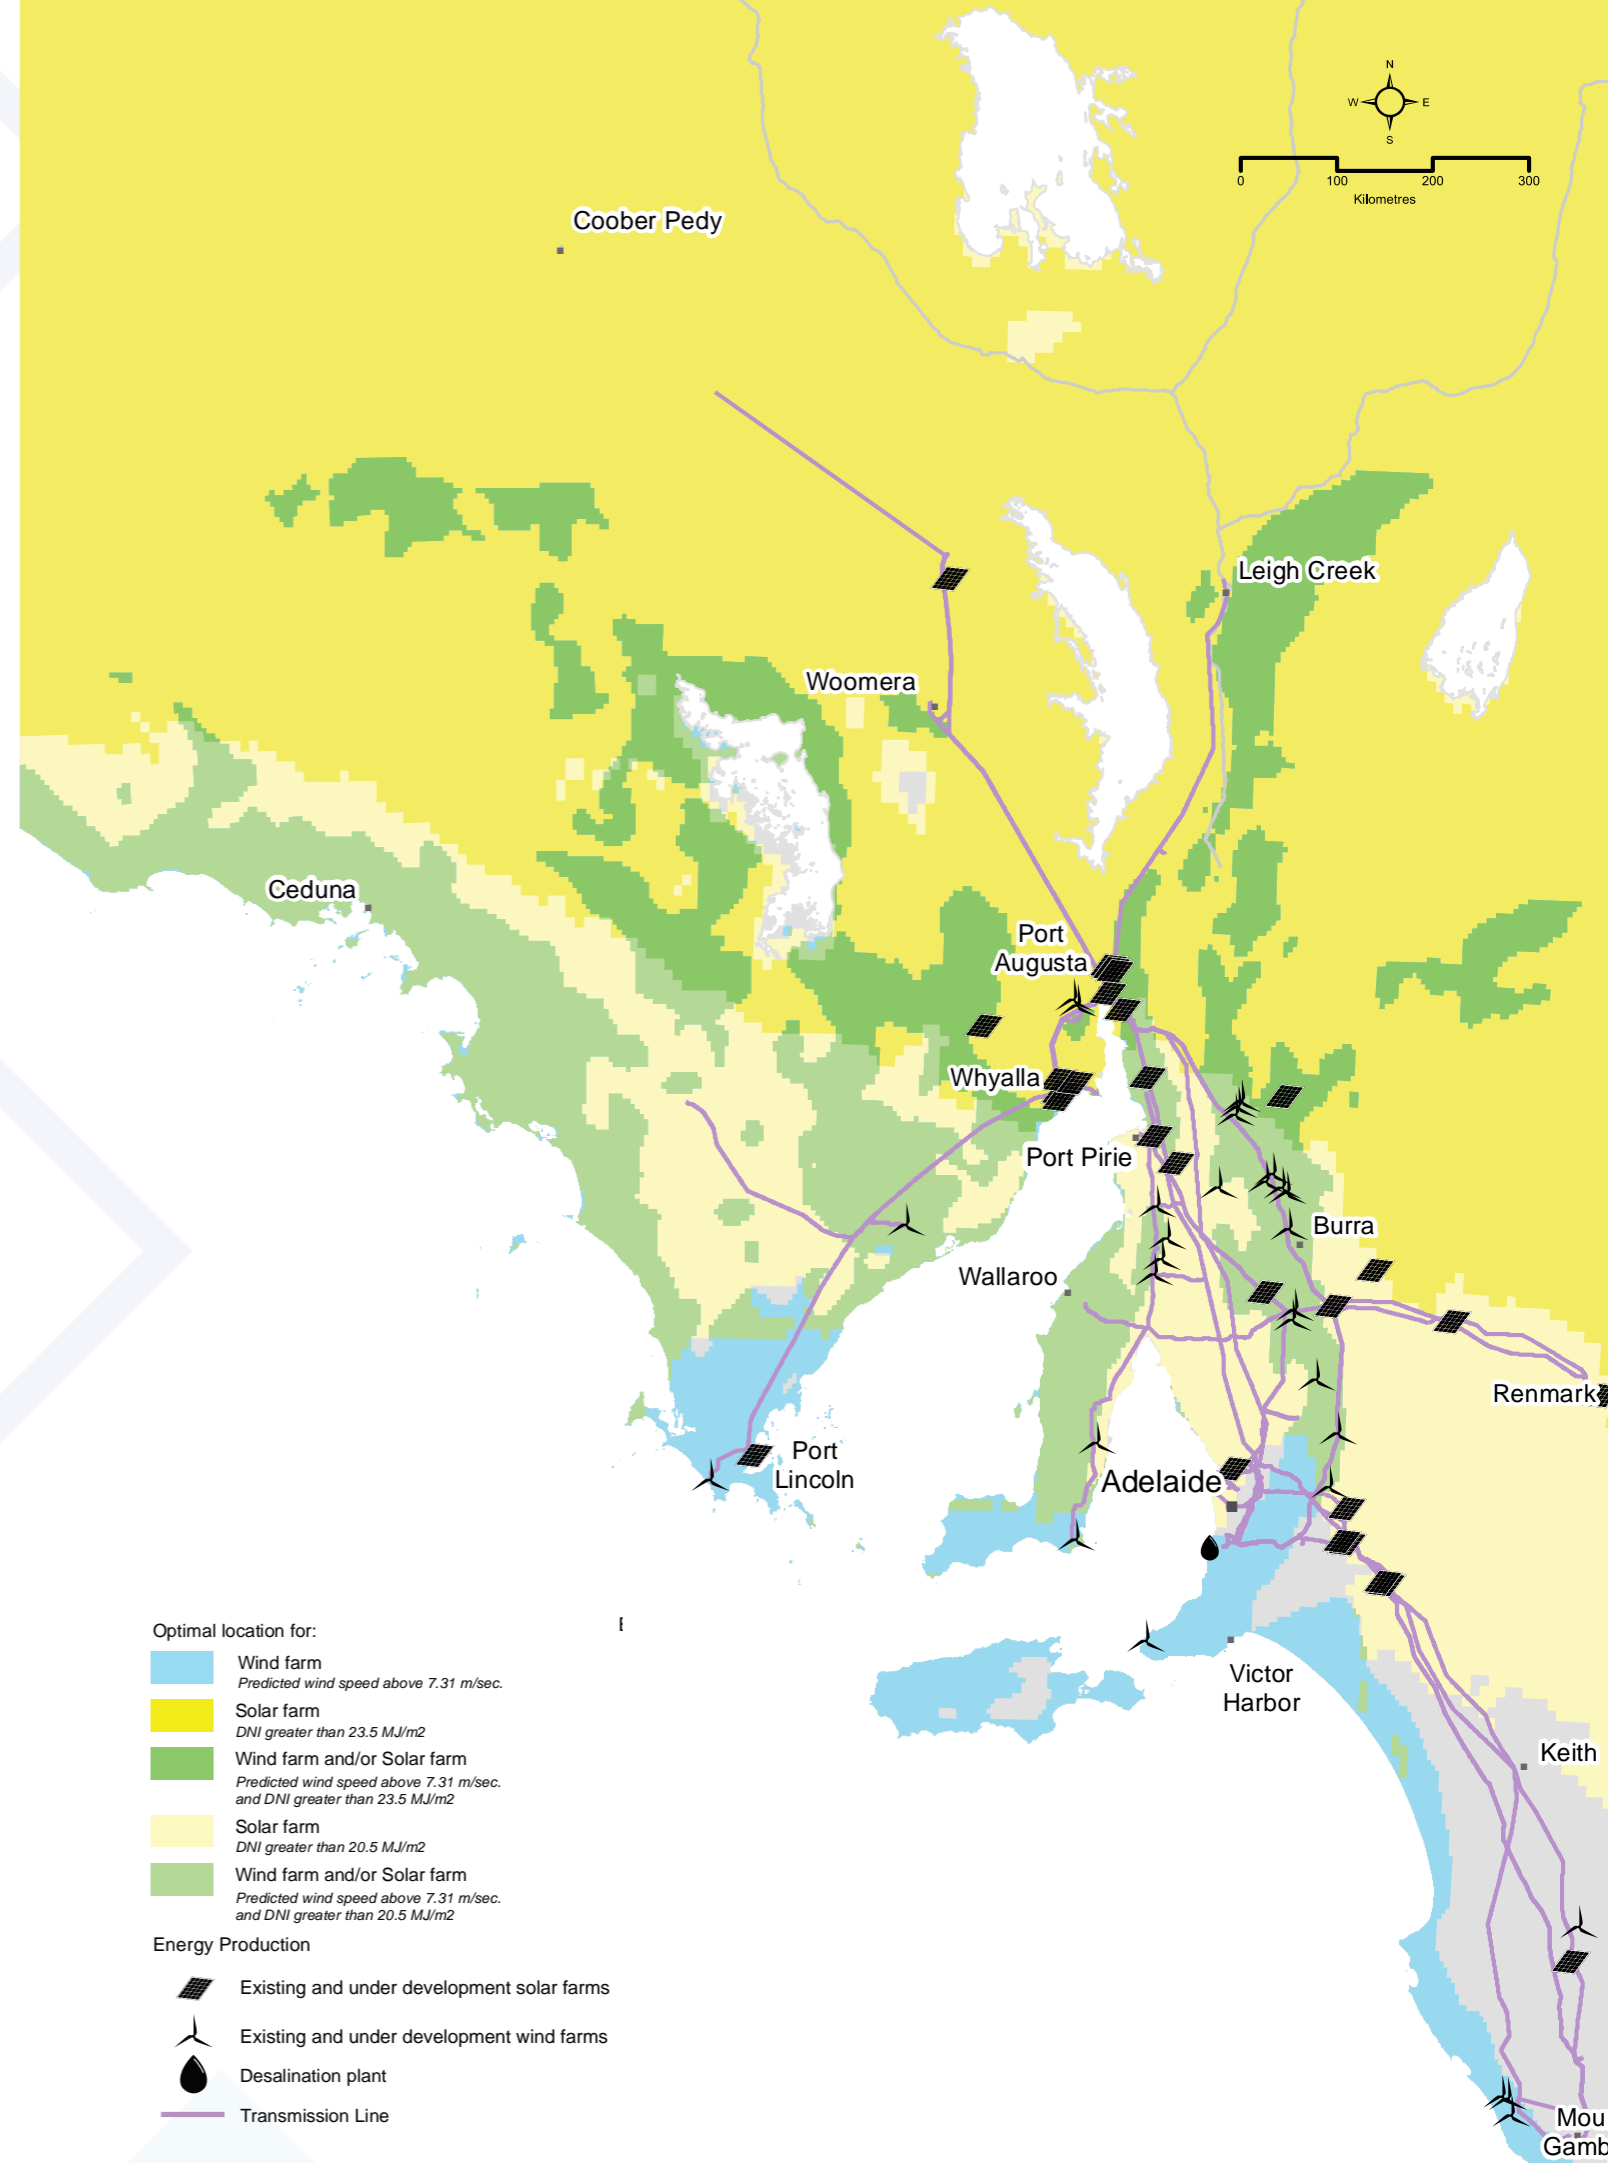 N
W
E
S
0
100
200
300
Kilometres
Coober Pedy
Leigh Creek
Woomera
Ceduna
Port
Augusta
Whyalla
Port Pirie
Burra
Wallaroo
Renmark
Port
Lincoln
Adelaide
Victor
Harbor
Keith
Mou
Gamb
Optimal location for:
Wind farm
Predicted wind speed above 7.31 m/sec.
Solar farm
DNI greater than 23.5 MJ/m2
Wind farm and/or Solar farm
Predicted wind speed above 7.31 m/sec.
and DNI greater than 23.5 MJ/m2
Solar farm
DNI greater than 20.5 MJ/m2
Wind farm and/or Solar farm
Predicted wind speed above 7.31 m/sec.
and DNI greater than 20.5 MJ/m2
Energy Production
Existing and under development solar farms
Existing and under development wind farms
Desalination plant
Transmission Line